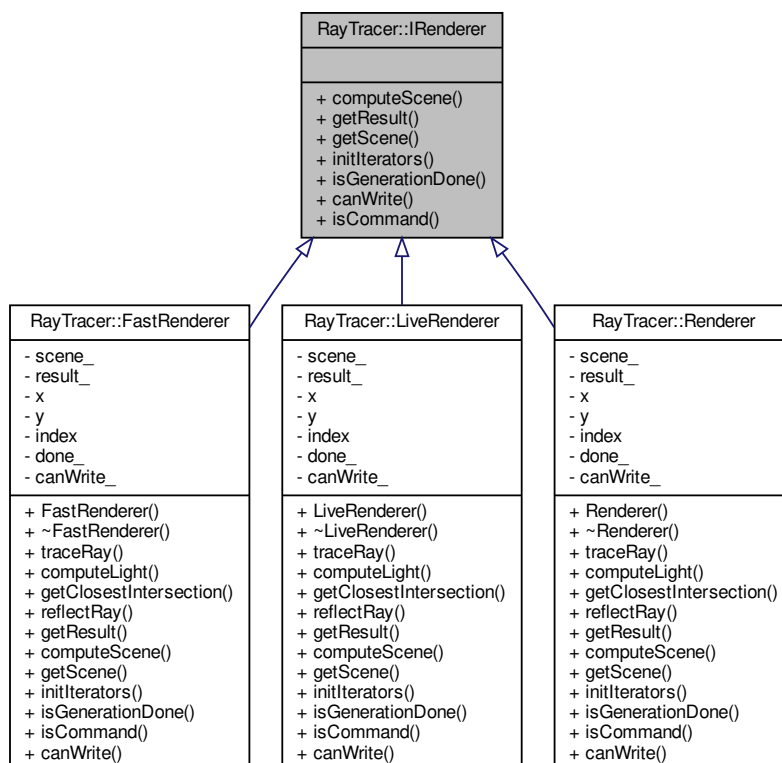 RayTracer::IRenderer
+ computeScene()
+ getResult()
+ getScene()
+ initIterators()
+ isGenerationDone()
+ canWrite()
+ isCommand()
RayTracer::FastRenderer
- scene_
- result_
- x
- y
- index
- done_
- canWrite_
+ FastRenderer()
+ ~FastRenderer()
+ traceRay()
+ computeLight()
+ getClosestIntersection()
+ reflectRay()
+ getResult()
+ computeScene()
+ getScene()
+ initIterators()
+ isGenerationDone()
+ isCommand()
+ canWrite()
RayTracer::LiveRenderer
- scene_
- result_
- x
- y
- index
- done_
- canWrite_
+ LiveRenderer()
+ ~LiveRenderer()
+ traceRay()
+ computeLight()
+ getClosestIntersection()
+ reflectRay()
+ getResult()
+ computeScene()
+ getScene()
+ initIterators()
+ isGenerationDone()
+ isCommand()
+ canWrite()
RayTracer::Renderer
- scene_
- result_
- x
- y
- index
- done_
- canWrite_
+ Renderer()
+ ~Renderer()
+ traceRay()
+ computeLight()
+ getClosestIntersection()
+ reflectRay()
+ getResult()
+ computeScene()
+ getScene()
+ initIterators()
+ isGenerationDone()
+ isCommand()
+ canWrite()